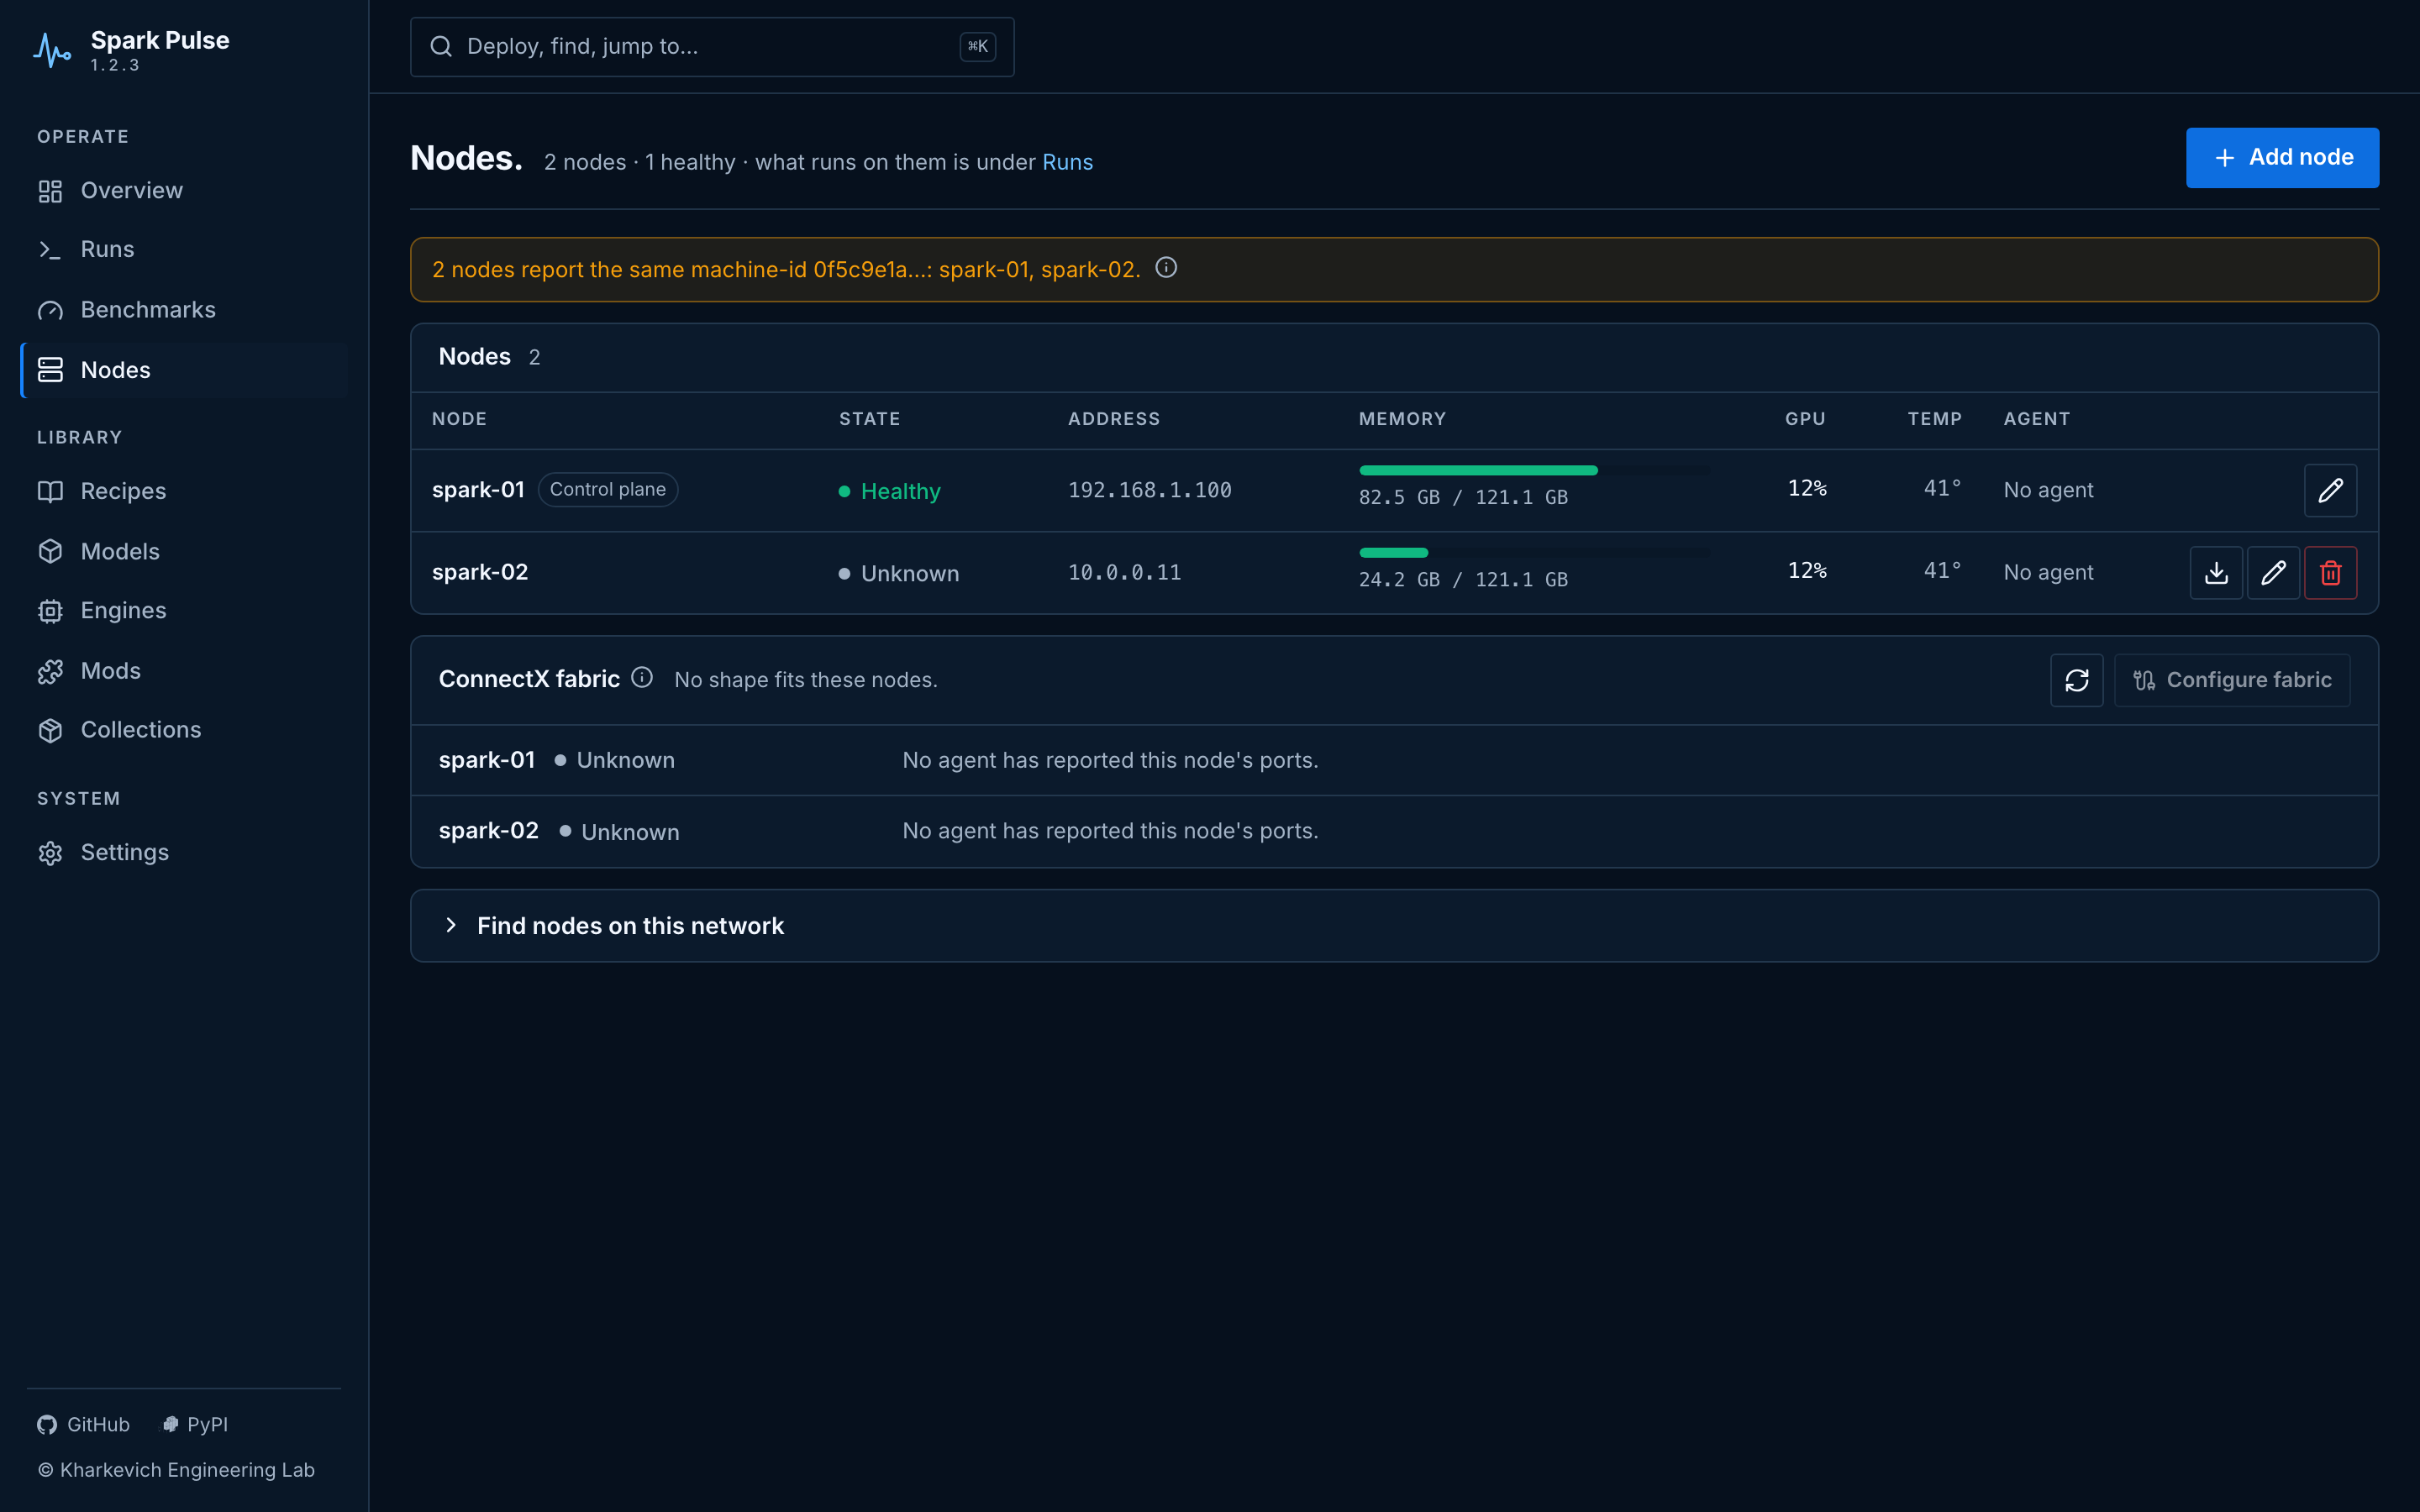 Spark Pulse
1.2.3
Deploy, find, jump to...
⌘K
OPERATE
Overview
Runs
Benchmarks
Nodes
LIBRARY
Recipes
Models
Engines
Mods
Collections
SYSTEM
Settings
GitHub PyPI
© Kharkevich Engineering Lab
Nodes. 2 nodes · 1 healthy · what runs on them is under Runs
Add node
2 nodes report the same machine-id 0f5c9e1a...: spark-01, spark-02.
Nodes 2
NODE STATE ADDRESS MEMORY GPU TEMP AGENT
spark-01 Control plane Healthy 192.168.1.100 82.5 GB / 121.1 GB 12% 41° No agent
spark-02 Unknown 10.0.0.11 24.2 GB / 121.1 GB 12% 41° No agent
ConnectX fabric No shape fits these nodes. Configure fabric
spark-01 Unknown No agent has reported this node's ports.
spark-02 Unknown No agent has reported this node's ports.
Find nodes on this network